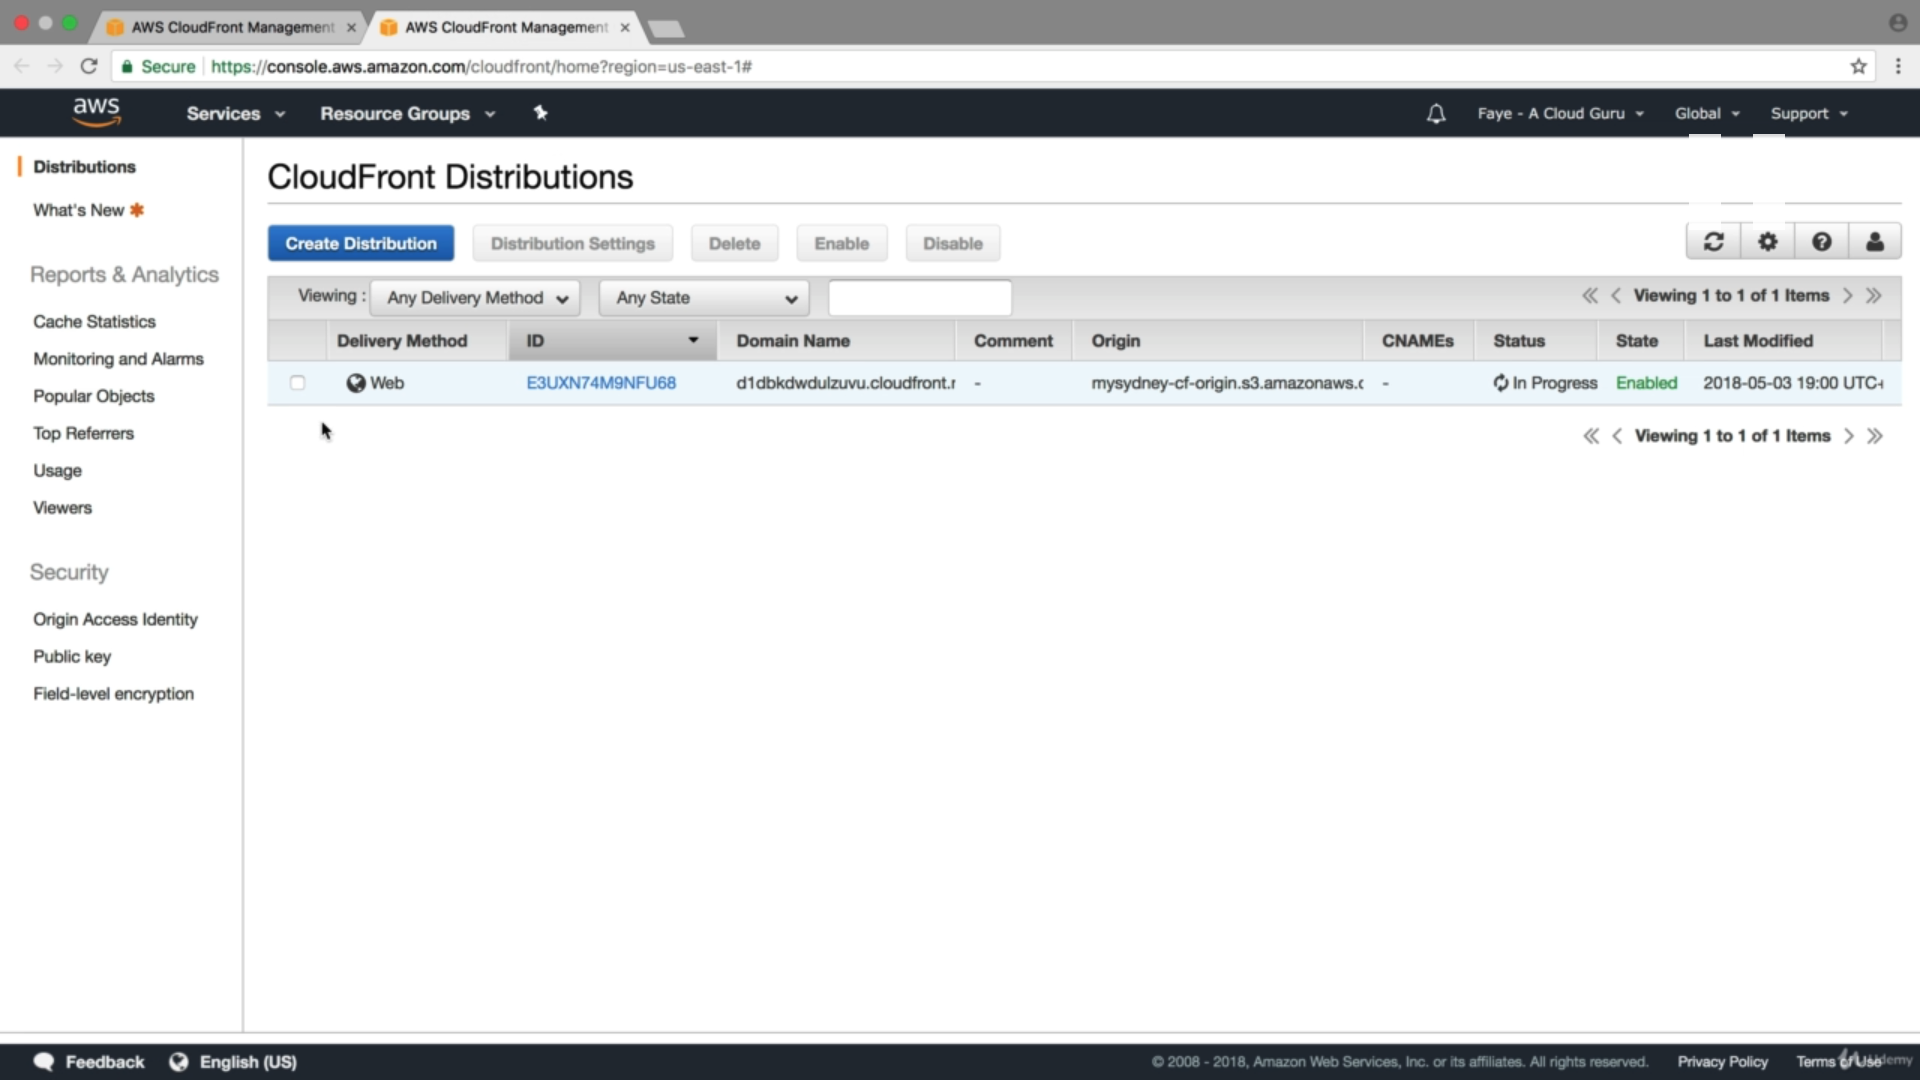 AWS CloudFront Management
AWS CloudFront Management
Secure https://console.aws.amazon.com/cloudfront/home?region=us-east-1#
aws Services Resource Groups Faye - A Cloud Guru Global Support
Distributions
What's New
Reports & Analytics
Cache Statistics
Monitoring and Alarms
Popular Objects
Top Referrers
Usage
Viewers
Security
Origin Access Identity
Public key
Field-level encryption
CloudFront Distributions
Create Distribution Distribution Settings Delete Enable Disable
Viewing : Any Delivery Method Any State Viewing 1 to 1 of 1 Items
Delivery Method ID Domain Name Comment Origin CNAMEs Status State Last Modified
Web E3UXN74M9NFU68 d1dbkdwdulzuvu.cloudfront.r - mysydney-cf-origin.s3.amazonaws.c - In Progress Enabled 2018-05-03 19:00 UTC
Viewing 1 to 1 of 1 Items
Feedback English (US) © 2008 - 2018, Amazon Web Services, Inc. or its affiliates. All rights reserved. Privacy Policy Terms of Use